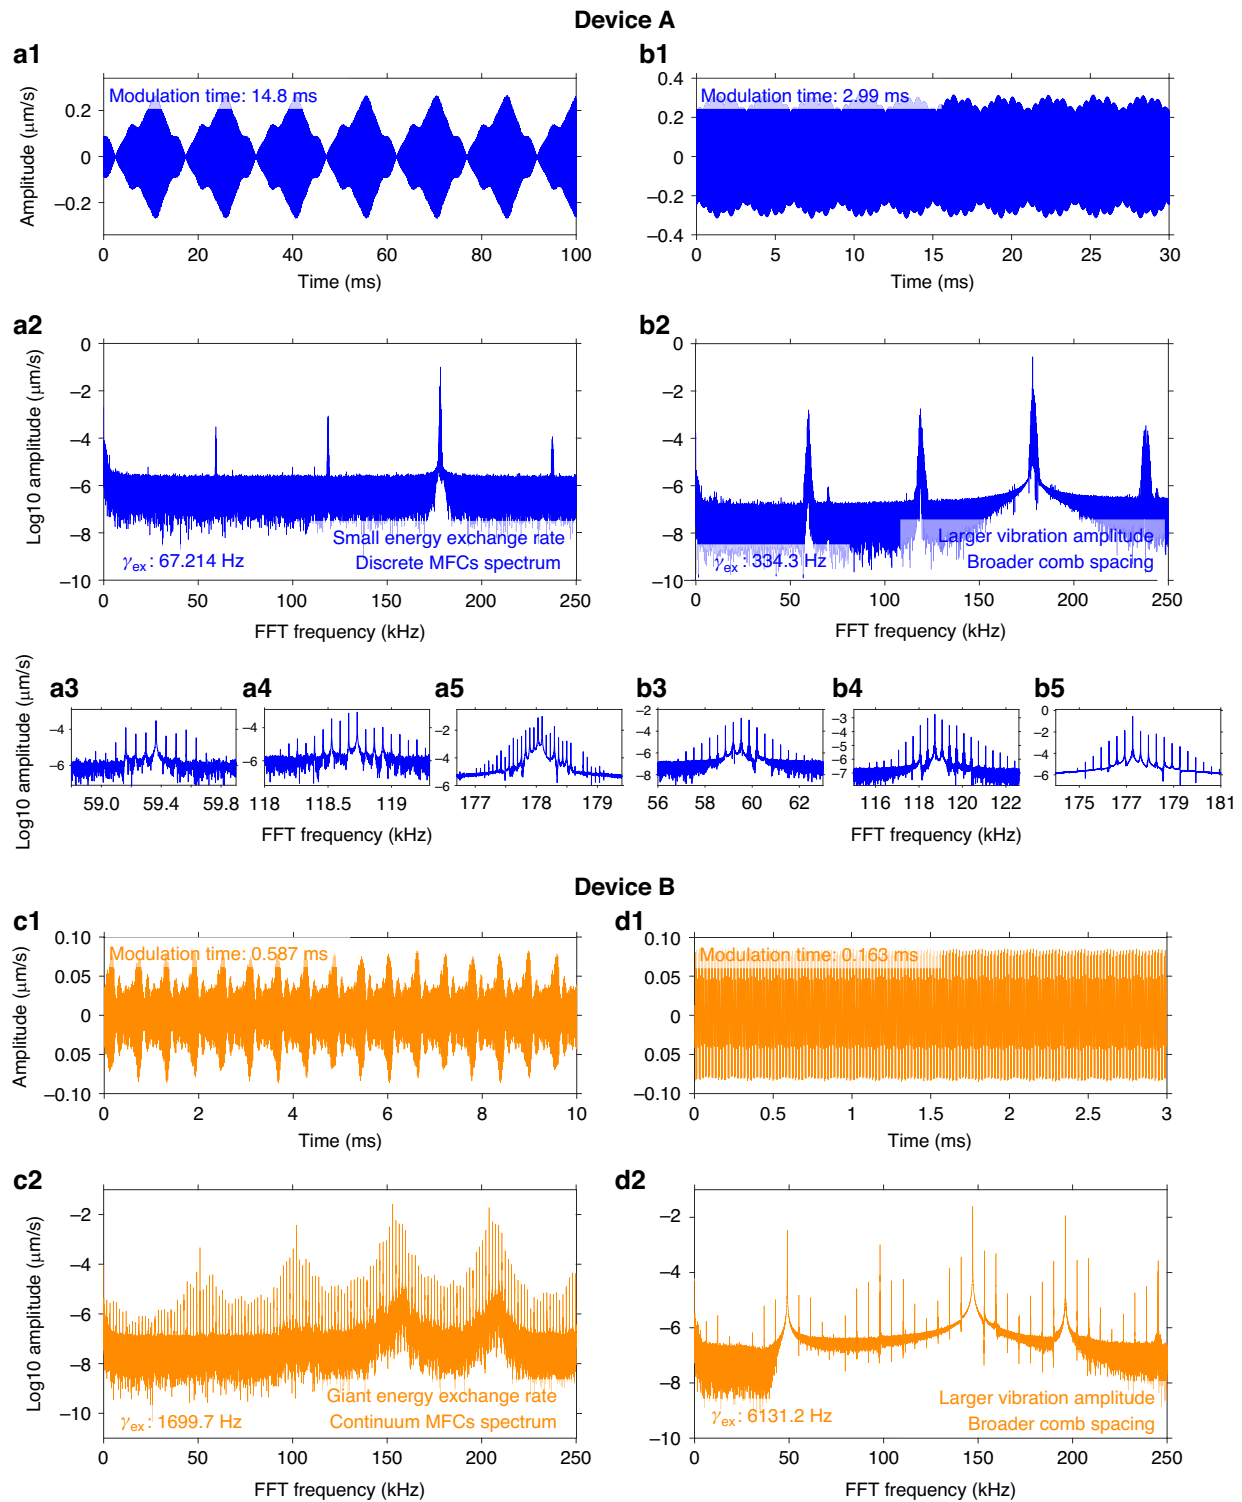 Device A
a1
b1
Modulation time: 14.8 ms
Modulation time: 2.99 ms
Amplitude (μm/s)
0.2
0
−0.2
0 20 40 60 80 100
Time (ms)
0.4
0.2
0
−0.2
−0.4
0 5 10 15 20 25 30
Time (ms)
a2
b2
Log10 amplitude (μm/s)
0
−2
−4
−6
−8
−10
Small energy exchange rate
γex: 67.214 Hz
Discrete MFCs spectrum
0 50 100 150 200 250
FFT frequency (kHz)
0
−2
−4
−6
−8
−10
Larger vibration amplitude
γex: 334.3 Hz
Broader comb spacing
0 50 100 150 200 250
FFT frequency (kHz)
Log10 amplitude (μm/s)
a3
−4
−6
59.0 59.4 59.8
a4
−4
−6
118 118.5 119
a5
−2
−4
−6
177 178 179
FFT frequency (kHz)
b3
−2
−4
−6
−8
56 58 60 62
b4
−3
−4
−5
−6
−7
116 118 120 122
b5
0
−2
−4
−6
175 177 179 181
FFT frequency (kHz)
Device B
c1
d1
Modulation time: 0.587 ms
Modulation time: 0.163 ms
Amplitude (μm/s)
0.10
0.05
0
0.05
−0.10
0 2 4 6 8 10
Time (ms)
0.10
0.05
0
0.05
−0.10
0 0.5 1 1.5 2 2.5 3
Time (ms)
c2
d2
Log10 amplitude (μm/s)
−2
−4
−6
−8
−10
Giant energy exchange rate
γex: 1699.7 Hz
Continuum MFCs spectrum
0 50 100 150 200 250
FFT frequency (kHz)
−2
−4
−6
−8
−10
Larger vibration amplitude
γex: 6131.2 Hz
Broader comb spacing
0 50 100 150 200 250
FFT frequency (kHz)